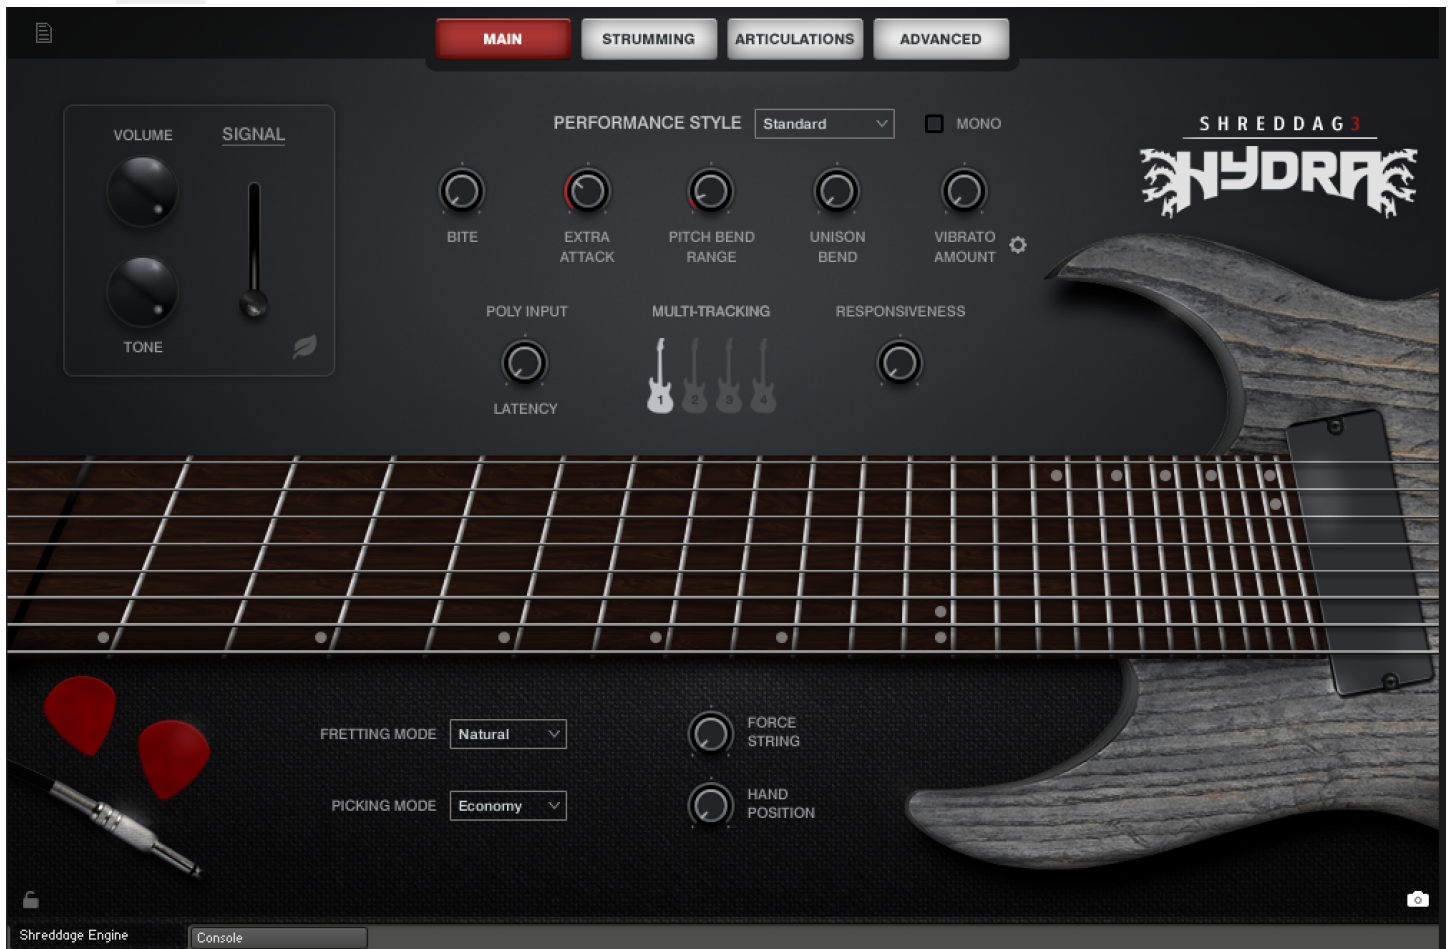 MAIN
STRUMMING
ARTICULATIONS
ADVANCED
VOLUME
SIGNAL
TONE
PERFORMANCE STYLE
Standard
MONO
SHREDDAG3
HYDRA
BITE
EXTRA
ATTACK
PITCH BEND
RANGE
UNISON
BEND
VIBRATO
AMOUNT
POLY INPUT
LATENCY
MULTI-TRACKING
1
2
3
4
RESPONSIVENESS
FRETTING MODE
Natural
PICKING MODE
Economy
FORCE
STRING
HAND
POSITION
Shreddage Engine
Console